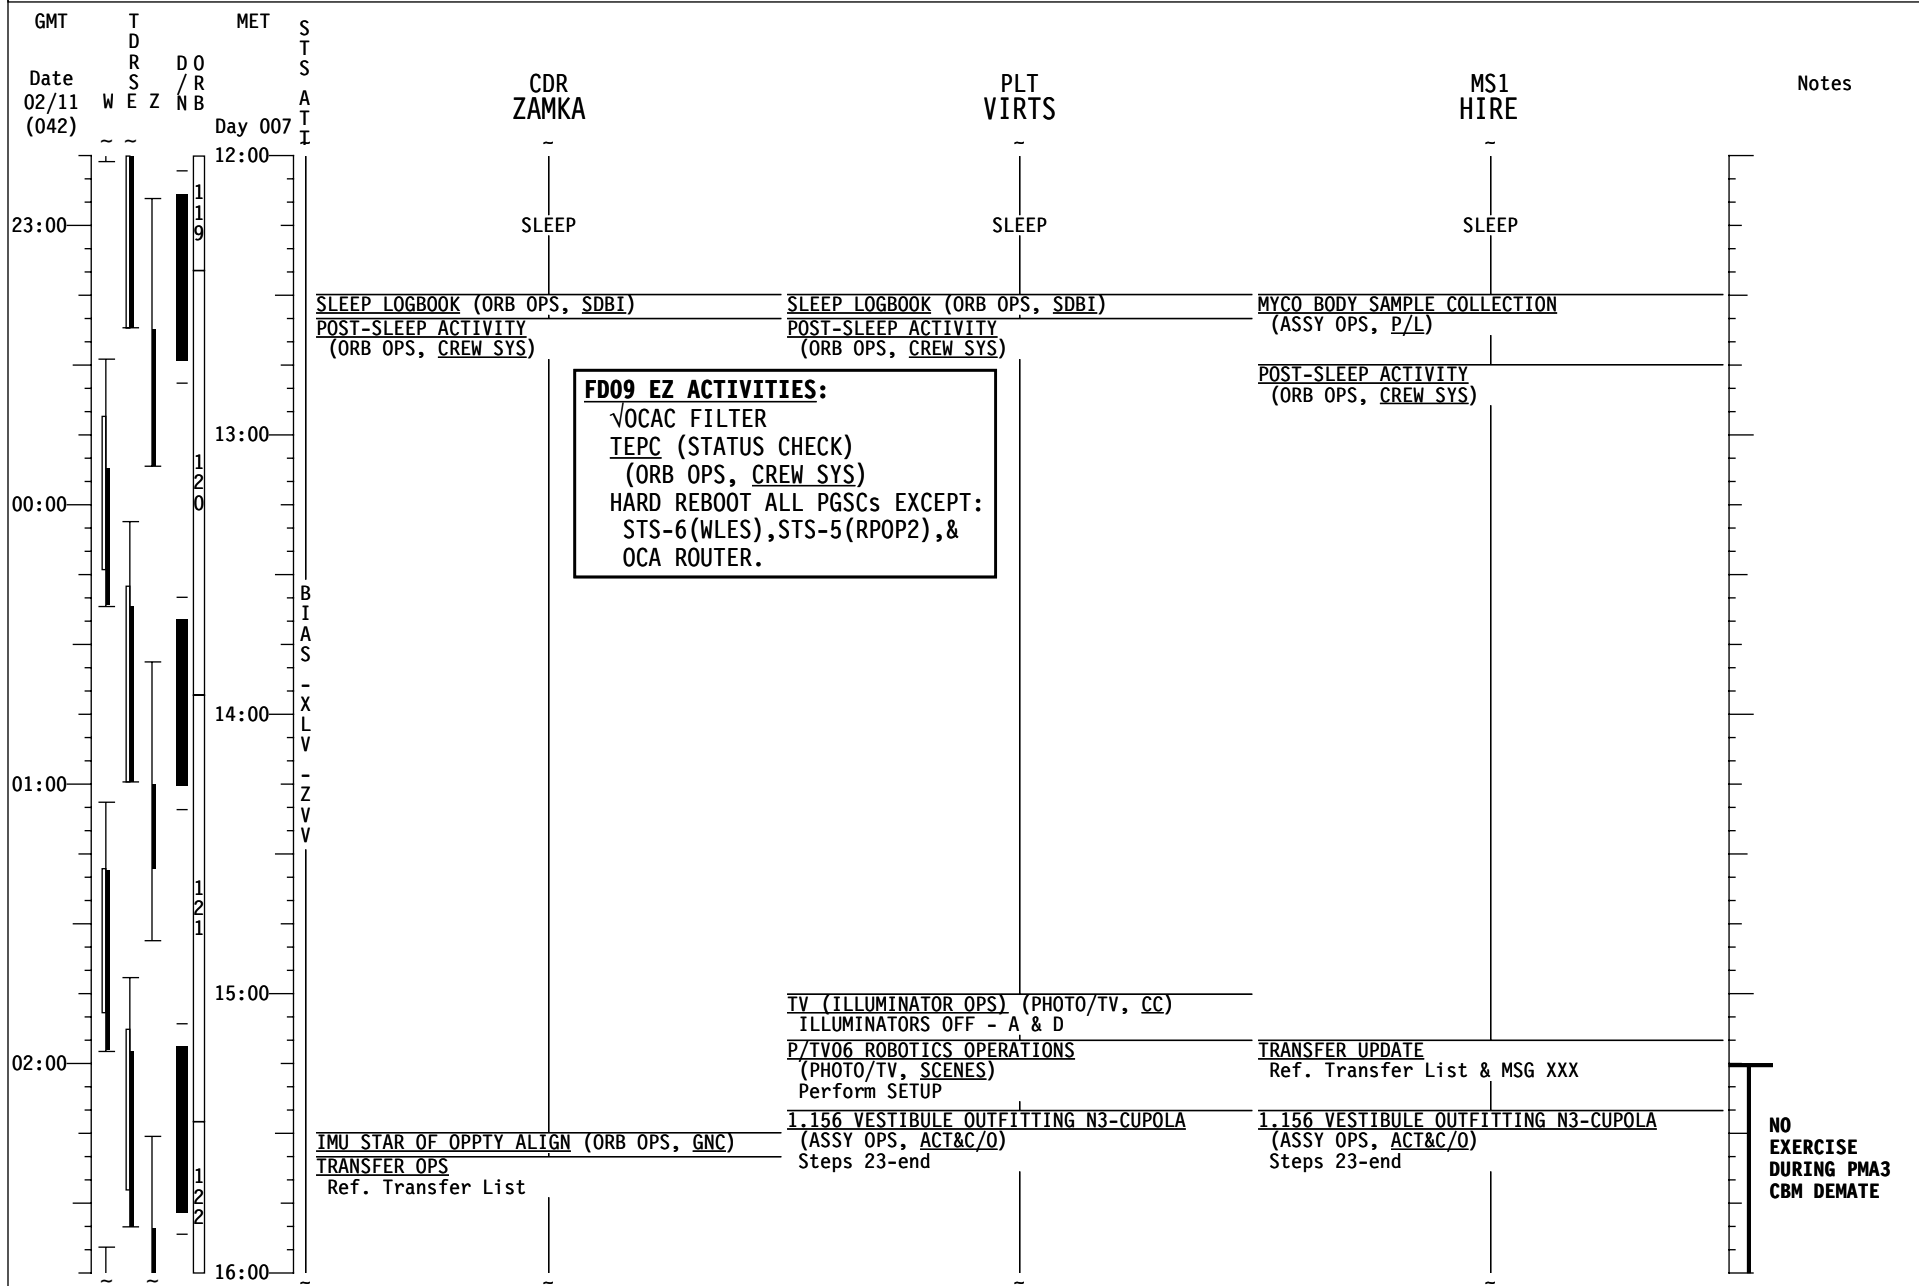 GMT
TDRS
MET
STS ATT
Date
02/11
(042)
W E Z
D/N
ORB
Day 007
CDR
ZAMKA
PLT
VIRTS
MS1
HIRE
Notes
~ ~ ~ ~ ~
12:00
119
23:00
SLEEP
SLEEP
SLEEP
SLEEP LOGBOOK (ORB OPS, SDBI)
POST-SLEEP ACTIVITY
(ORB OPS, CREW SYS)
SLEEP LOGBOOK (ORB OPS, SDBI)
POST-SLEEP ACTIVITY
(ORB OPS, CREW SYS)
MYCO BODY SAMPLE COLLECTION
(ASSY OPS, P/L)
POST-SLEEP ACTIVITY
(ORB OPS, CREW SYS)
FD09 EZ ACTIVITIES:
√OCAC FILTER
TEPC (STATUS CHECK)
(ORB OPS, CREW SYS)
HARD REBOOT ALL PGSCs EXCEPT:
STS-6(WLES),STS-5(RPOP2),&
OCA ROUTER.
13:00
120
00:00
BIAS -XLV -ZVV
14:00
01:00
121
15:00
TV (ILLUMINATOR OPS) (PHOTO/TV, CC)
ILLUMINATORS OFF - A & D
P/TV06 ROBOTICS OPERATIONS
(PHOTO/TV, SCENES)
Perform SETUP
1.156 VESTIBULE OUTFITTING N3-CUPOLA
(ASSY OPS, ACT&C/O)
Steps 23-end
TRANSFER UPDATE
Ref. Transfer List & MSG XXX
1.156 VESTIBULE OUTFITTING N3-CUPOLA
(ASSY OPS, ACT&C/O)
Steps 23-end
02:00
IMU STAR OF OPPTY ALIGN (ORB OPS, GNC)
TRANSFER OPS
Ref. Transfer List
122
NO
EXERCISE
DURING PMA3
CBM DEMATE
16:00
~ ~ ~ ~ ~ ~